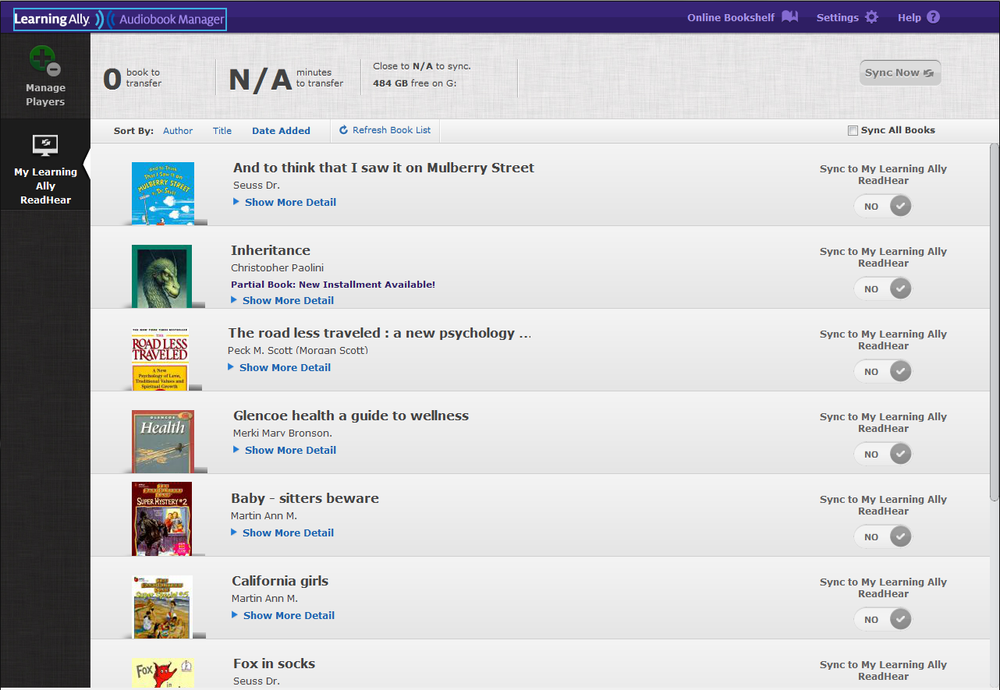 Learning Ally. Audiobook Manager
Online Bookshelf
Settings
Help ?
Manage
Players
My Learning
Ally
ReadHear
0 book to
transfer
N/A minutes
to transfer
Close to N/A to sync.
484 GB free on G:
Sync Now
Sort By: Author Title Date Added Refresh Book List
Sync All Books
And to Think
That I Saw it on
MULBERRY STREET
By Dr. Seuss
And to think that I saw it on Mulberry Street
Seuss Dr.
Show More Detail
Sync to My Learning Ally
ReadHear
NO
Inheritance
Christopher Paolini
Partial Book: New Installment Available!
Show More Detail
Sync to My Learning Ally
ReadHear
NO
THE NEW YORK TIMES BESTSELLER
THE
ROAD LESS
TRAVELED
A New
Psychology of Love,
Traditional Values and
Spiritual Growth
The road less traveled : a new psychology ...
Peck M. Scott (Morgan Scott)
Show More Detail
Sync to My Learning Ally
ReadHear
NO
GLENCOE
Health
Glencoe health a guide to wellness
Merki Mary Bronson.
Show More Detail
Sync to My Learning Ally
ReadHear
NO
SUPER MYSTERY #2
Baby - sitters beware
Martin Ann M.
Show More Detail
Sync to My Learning Ally
ReadHear
NO
Super Special #5
California girls
Martin Ann M.
Show More Detail
Sync to My Learning Ally
ReadHear
NO
Fox
in
Fox in socks
Seuss Dr.
Sync to My Learning Ally
ReadHear